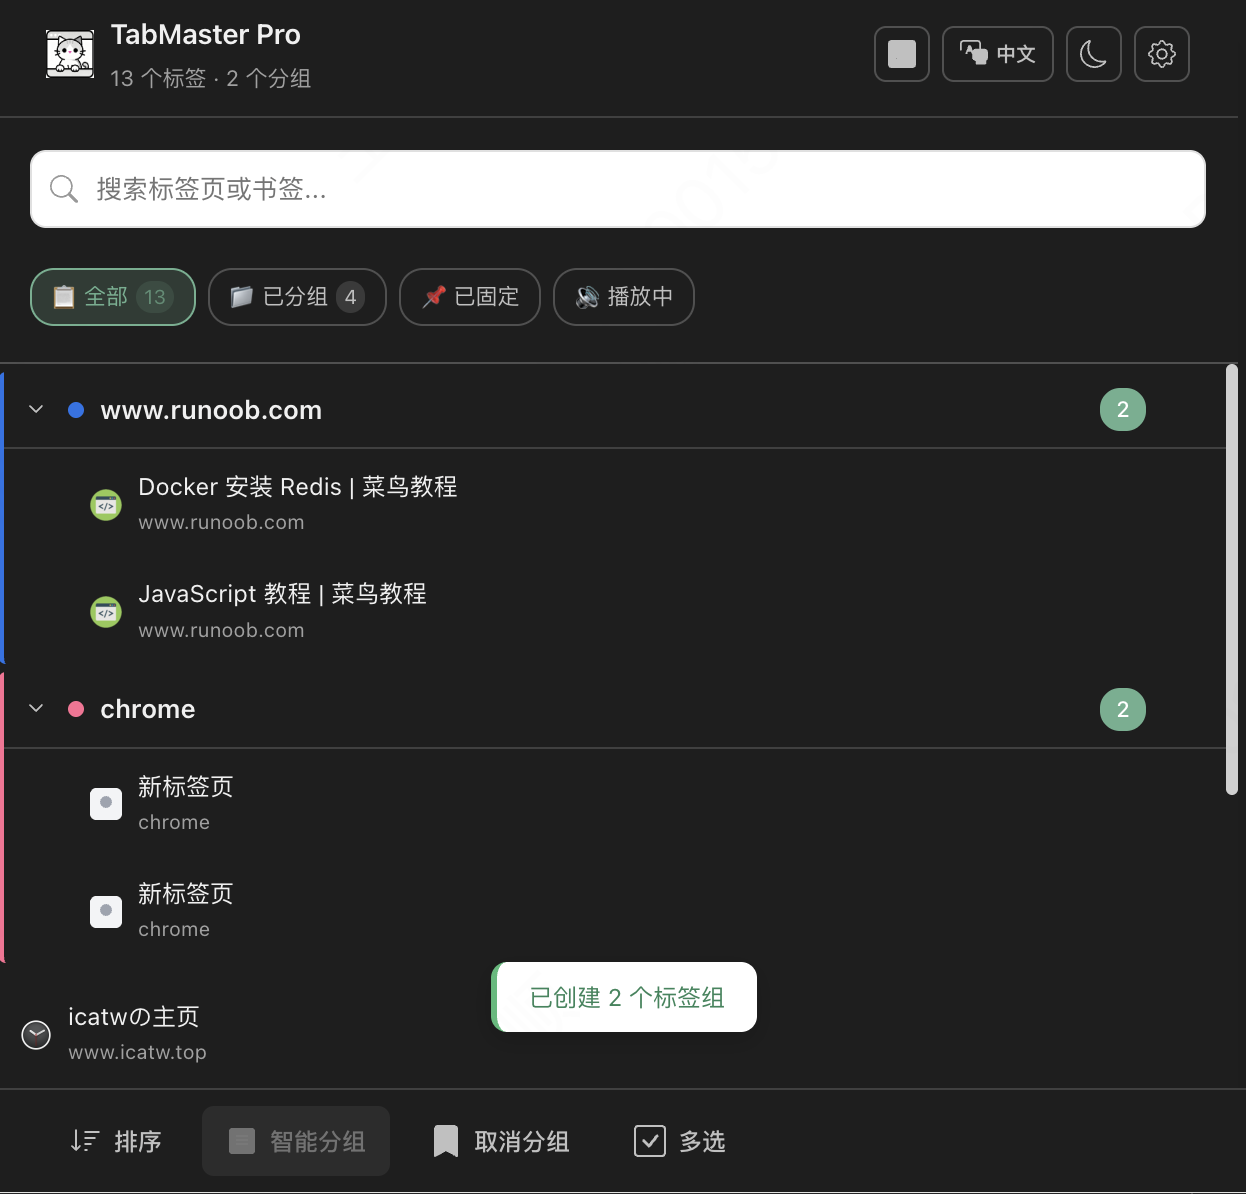 TabMaster Pro
13 个标签 · 2 个分组
中文
搜索标签页或书签...
全部 13
已分组 4
已固定
播放中
www.runoob.com 2
Docker 安装 Redis | 菜鸟教程
www.runoob.com
JavaScript 教程 | 菜鸟教程
www.runoob.com
chrome 2
新标签页
chrome
新标签页
chrome
已创建 2 个标签组
icatwの主页
www.icatw.top
排序
智能分组
取消分组
多选